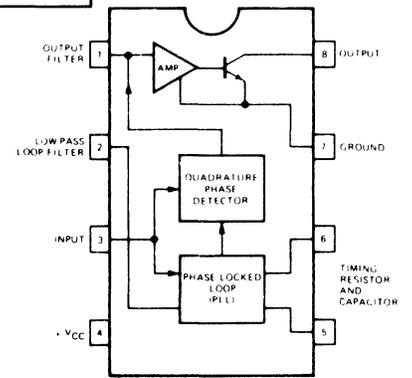 OUTPUT
FILTER
1
AMP
8
OUTPUT
LOW PASS
LOOP FILTER
2
7
GROUND
QUADRATURE
PHASE
DETECTOR
INPUT
3
6
PHASE LOCKED
LOOP
(PLL)
TIMING
RESISTOR
AND
CAPACITOR
+ VCC
4
5